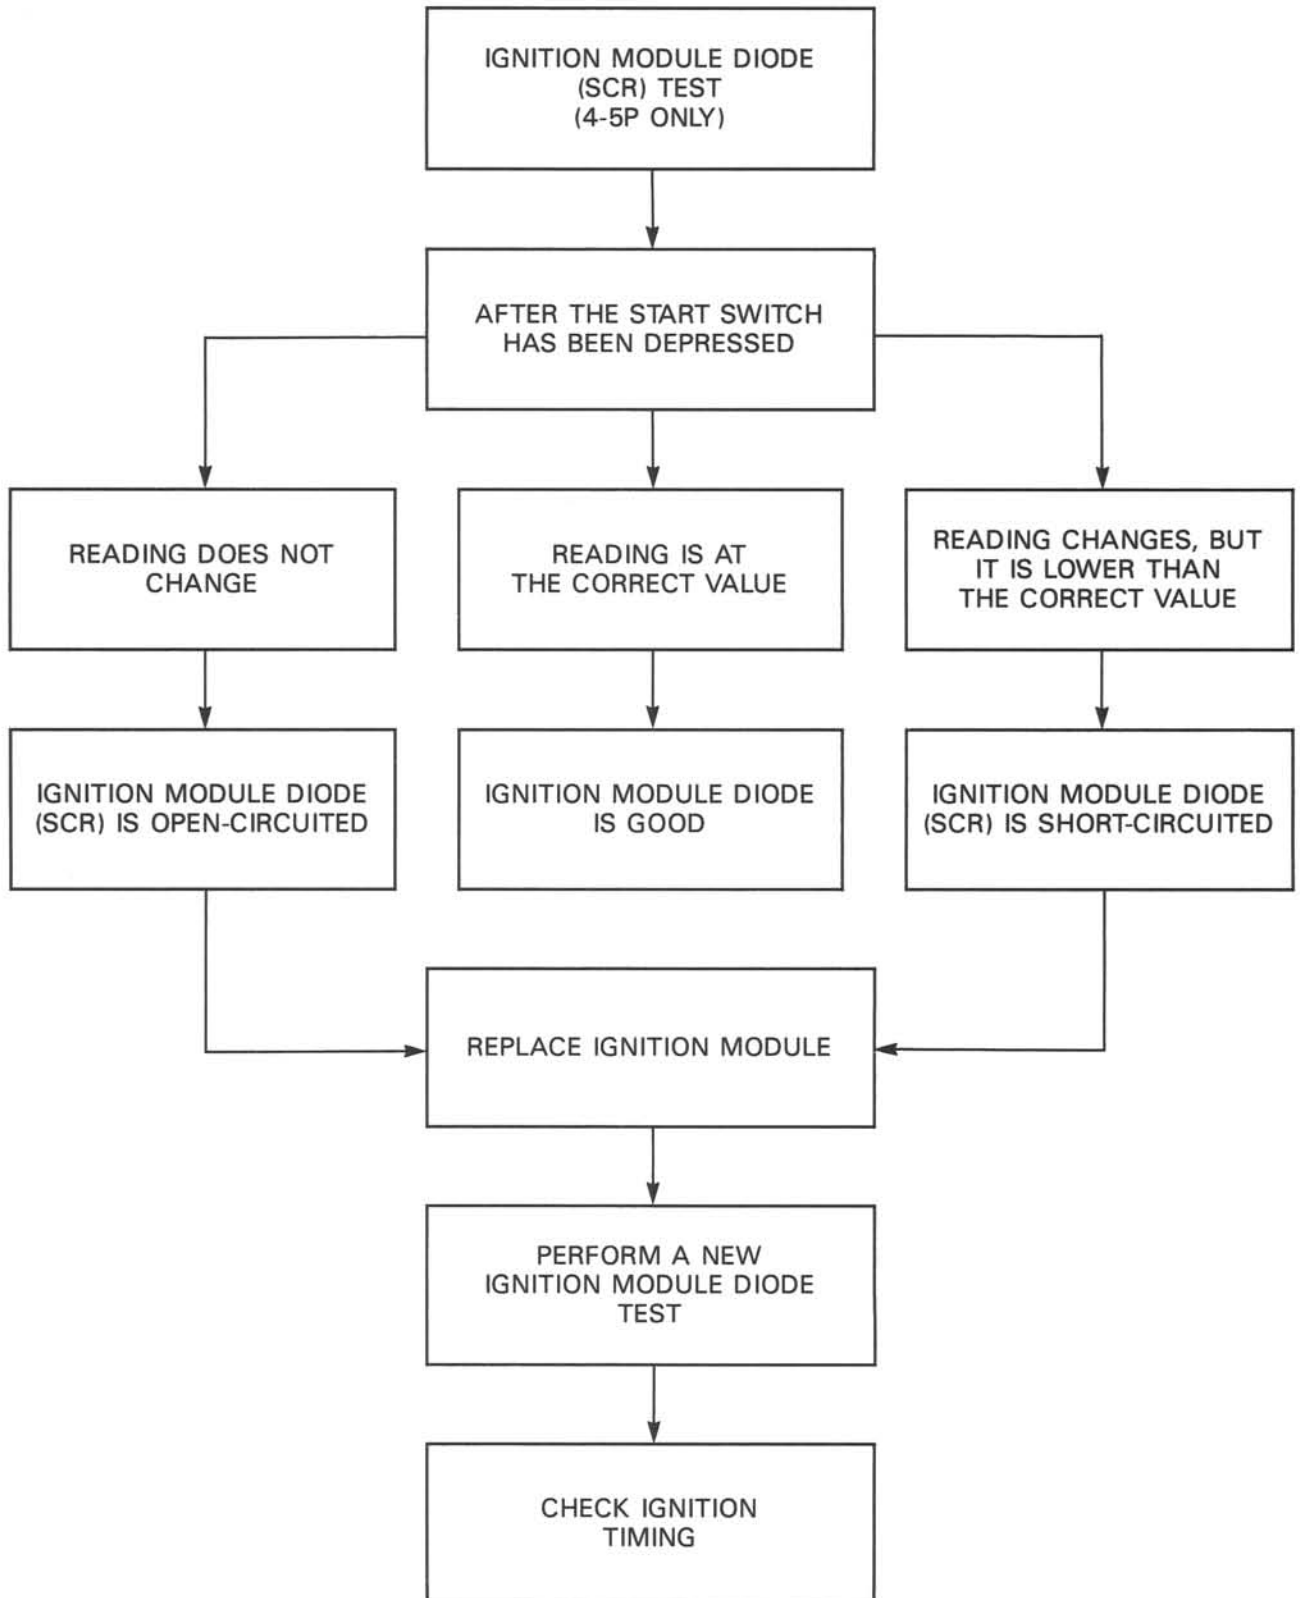 IGNITION MODULE DIODE
(SCR) TEST
(4-5P ONLY)
AFTER THE START SWITCH
HAS BEEN DEPRESSED
READING DOES NOT
CHANGE
READING IS AT
THE CORRECT VALUE
READING CHANGES, BUT
IT IS LOWER THAN
THE CORRECT VALUE
IGNITION MODULE DIODE
(SCR) IS OPEN-CIRCUITED
IGNITION MODULE DIODE
IS GOOD
IGNITION MODULE DIODE
(SCR) IS SHORT-CIRCUITED
REPLACE IGNITION MODULE
PERFORM A NEW
IGNITION MODULE DIODE
TEST
CHECK IGNITION
TIMING